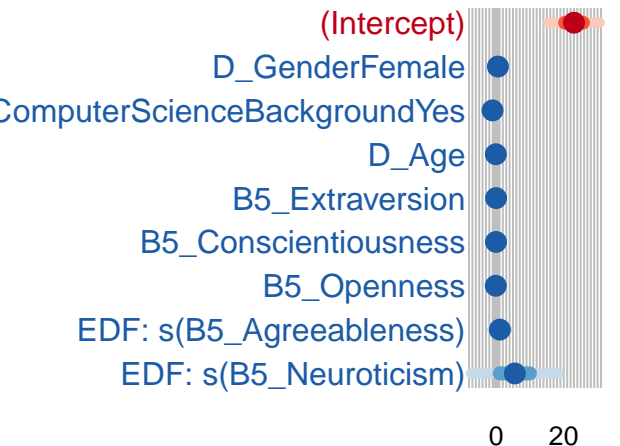 (Intercept)
D_GenderFemale
ComputerScienceBackgroundYes
D_Age
B5_Extraversion
B5_Conscientiousness
B5_Openness
EDF: s(B5_Agreeableness)
EDF: s(B5_Neuroticism)
0 20